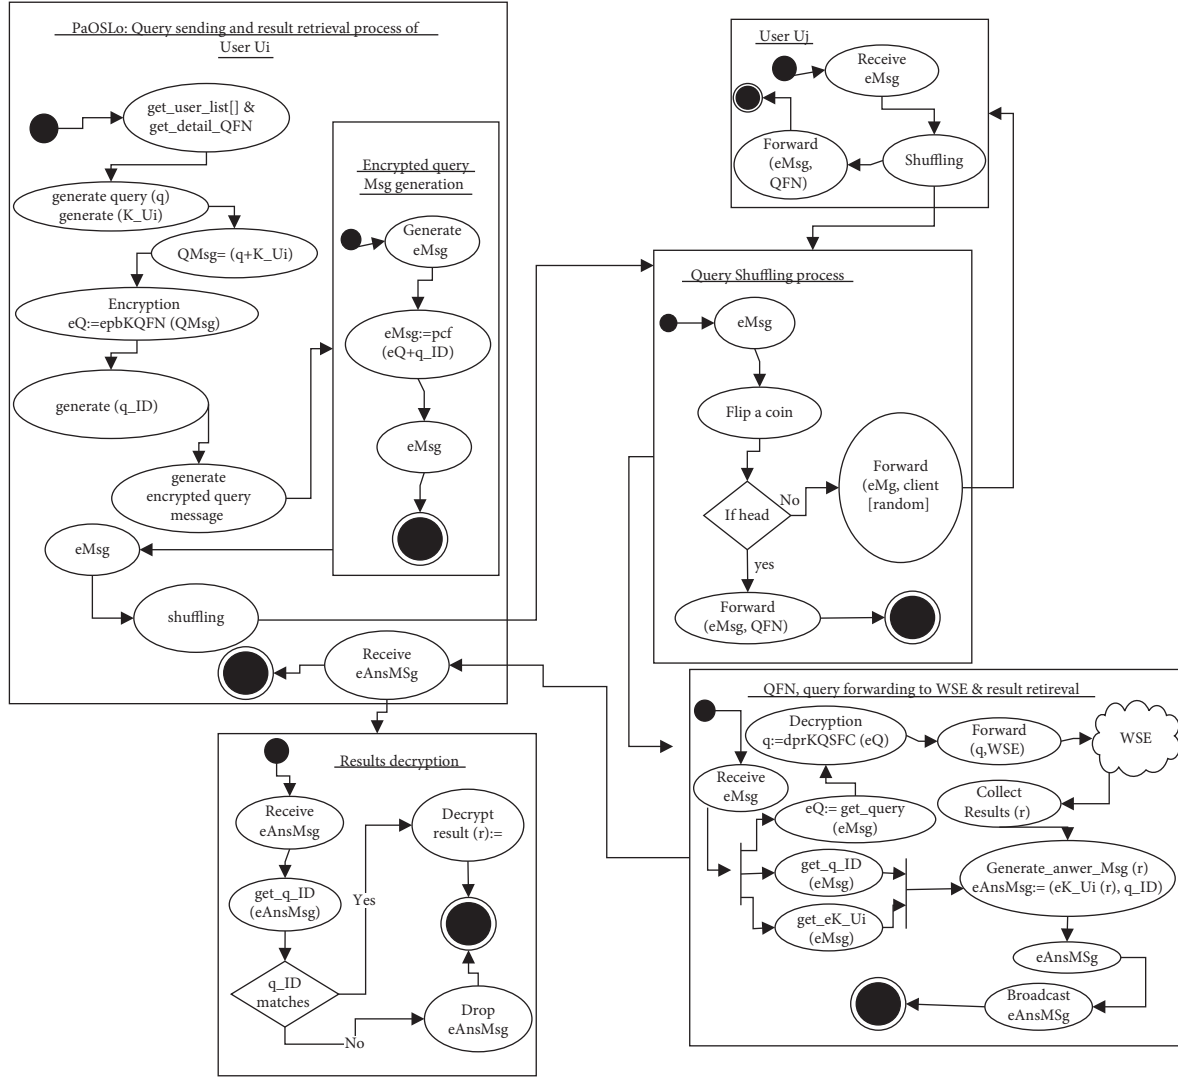 PaOSLo: Query sending and result retrieval process of
User Ui
get_user_list[] &
get_detail_QFN
generate query (q)
generate (K_Ui)
QMsg= (q+K_Ui)
Encryption
eQ:=epbKQFN (QMsg)
generate (q_ID)
generate
encrypted query
message
eMsg
shuffling
Receive
eAnsMSg
Encrypted query
Msg generation
Generate
eMsg
eMsg:=pcf
(eQ+q_ID)
eMsg
User Uj
Receive
eMsg
Forward
(eMsg,
QFN)
Shuffling
Query Shuffling process
eMsg
Flip a coin
If head
No
Forward
(eMg, client
[random]
yes
Forward
(eMsg, QFN)
Results decryption
Receive
eAnsMsg
get_q_ID
(eAnsMsg)
q_ID
matches
Yes
No
Decrypt
result (r):=
Drop
eAnsMsg
QFN, query forwarding to WSE & result retireval
Decryption
q:=dprKQSFC (eQ)
Forward
(q,WSE)
WSE
Receive
eMsg
eQ:= get_query
(eMsg)
Collect
Results (r)
get_q_ID
(eMsg)
get_eK_Ui
(eMsg)
Generate_anwer_Msg (r)
eAnsMsg:= (eK_Ui (r), q_ID)
eAnsMSg
Broadcast
eAnsMSg